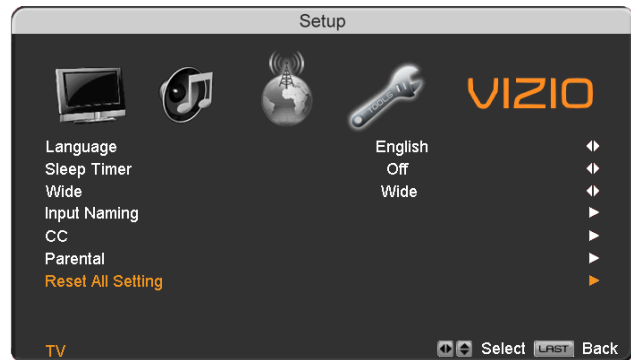 Setup
TOOLS
VIZIO
Language English
Sleep Timer Off
Wide Wide
Input Naming
CC
Parental
Reset All Setting
TV Select LAST Back